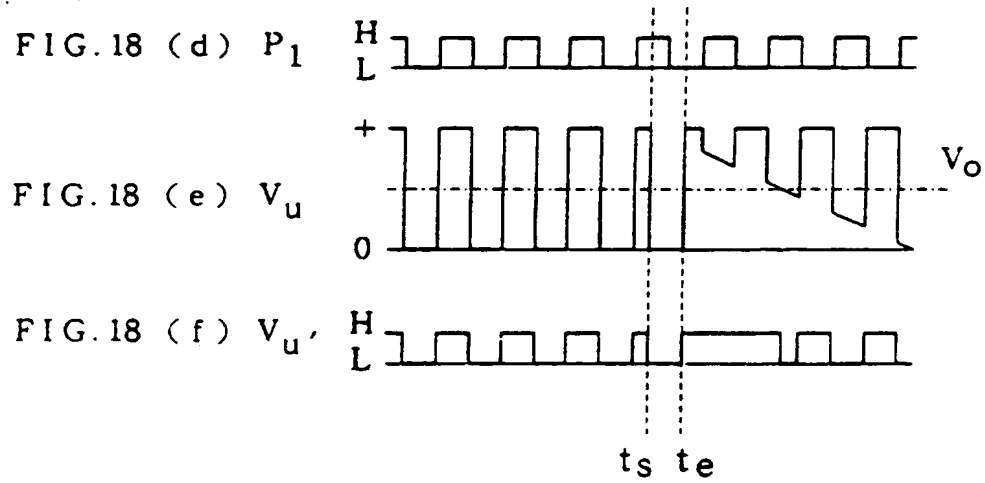 FIG.18 (d) P1 H
L
+
FIG.18 (e) Vu VO
0
FIG.18 (f) Vu' H
L
ts te